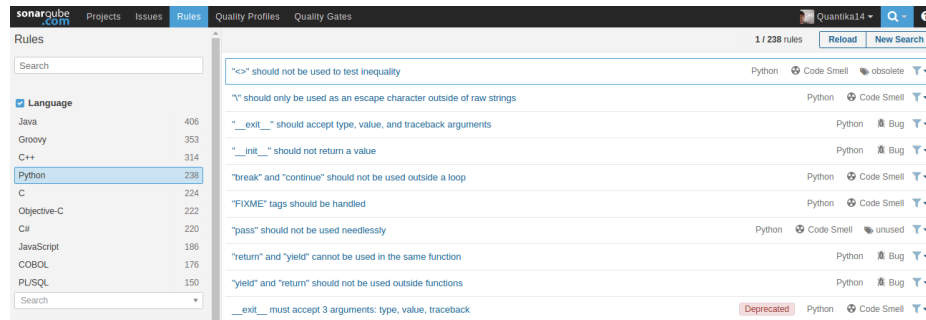 sonarqube .com Projects Issues Rules Quality Profiles Quality Gates Quantika14
Rules
1 / 238 rules Reload New Search
Search
"<>" should not be used to test inequality Python Code Smell obsolete
"\" should only be used as an escape character outside of raw strings Python Code Smell
Language
Java 406
"__exit__" should accept type, value, and traceback arguments Python Bug
Groovy 353
"__init__" should not return a value Python Bug
C++ 314
Python 238
"break" and "continue" should not be used outside a loop Python Code Smell
C 224
"FIXME" tags should be handled Python Code Smell
Objective-C 222
C# 220
"pass" should not be used needlessly Python Code Smell unused
JavaScript 186
"return" and "yield" cannot be used in the same function Python Bug
COBOL 176
PL/SQL 150
"yield" and "return" should not be used outside functions Python Bug
Search
__exit__ must accept 3 arguments: type, value, traceback Deprecated Python Code Smell